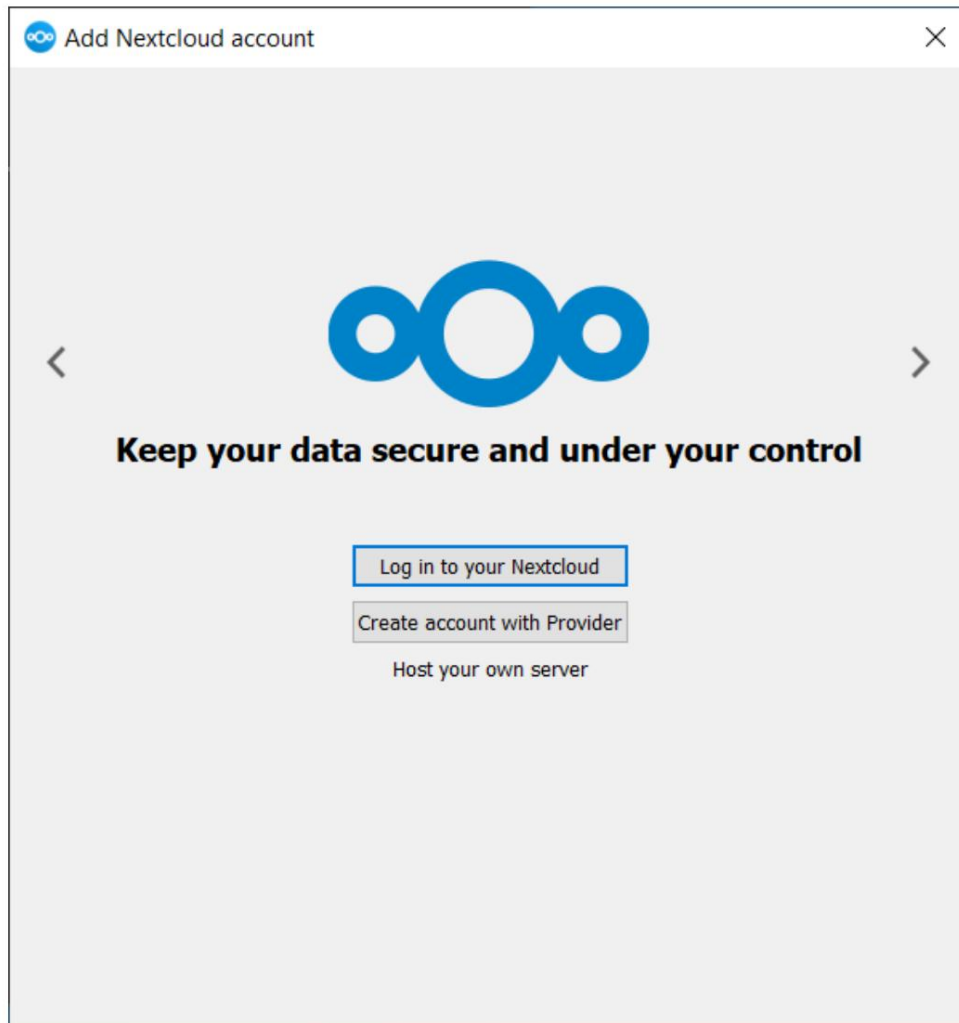 Add Nextcloud account
Keep your data secure and under your control
Log in to your Nextcloud
Create account with Provider
Host your own server